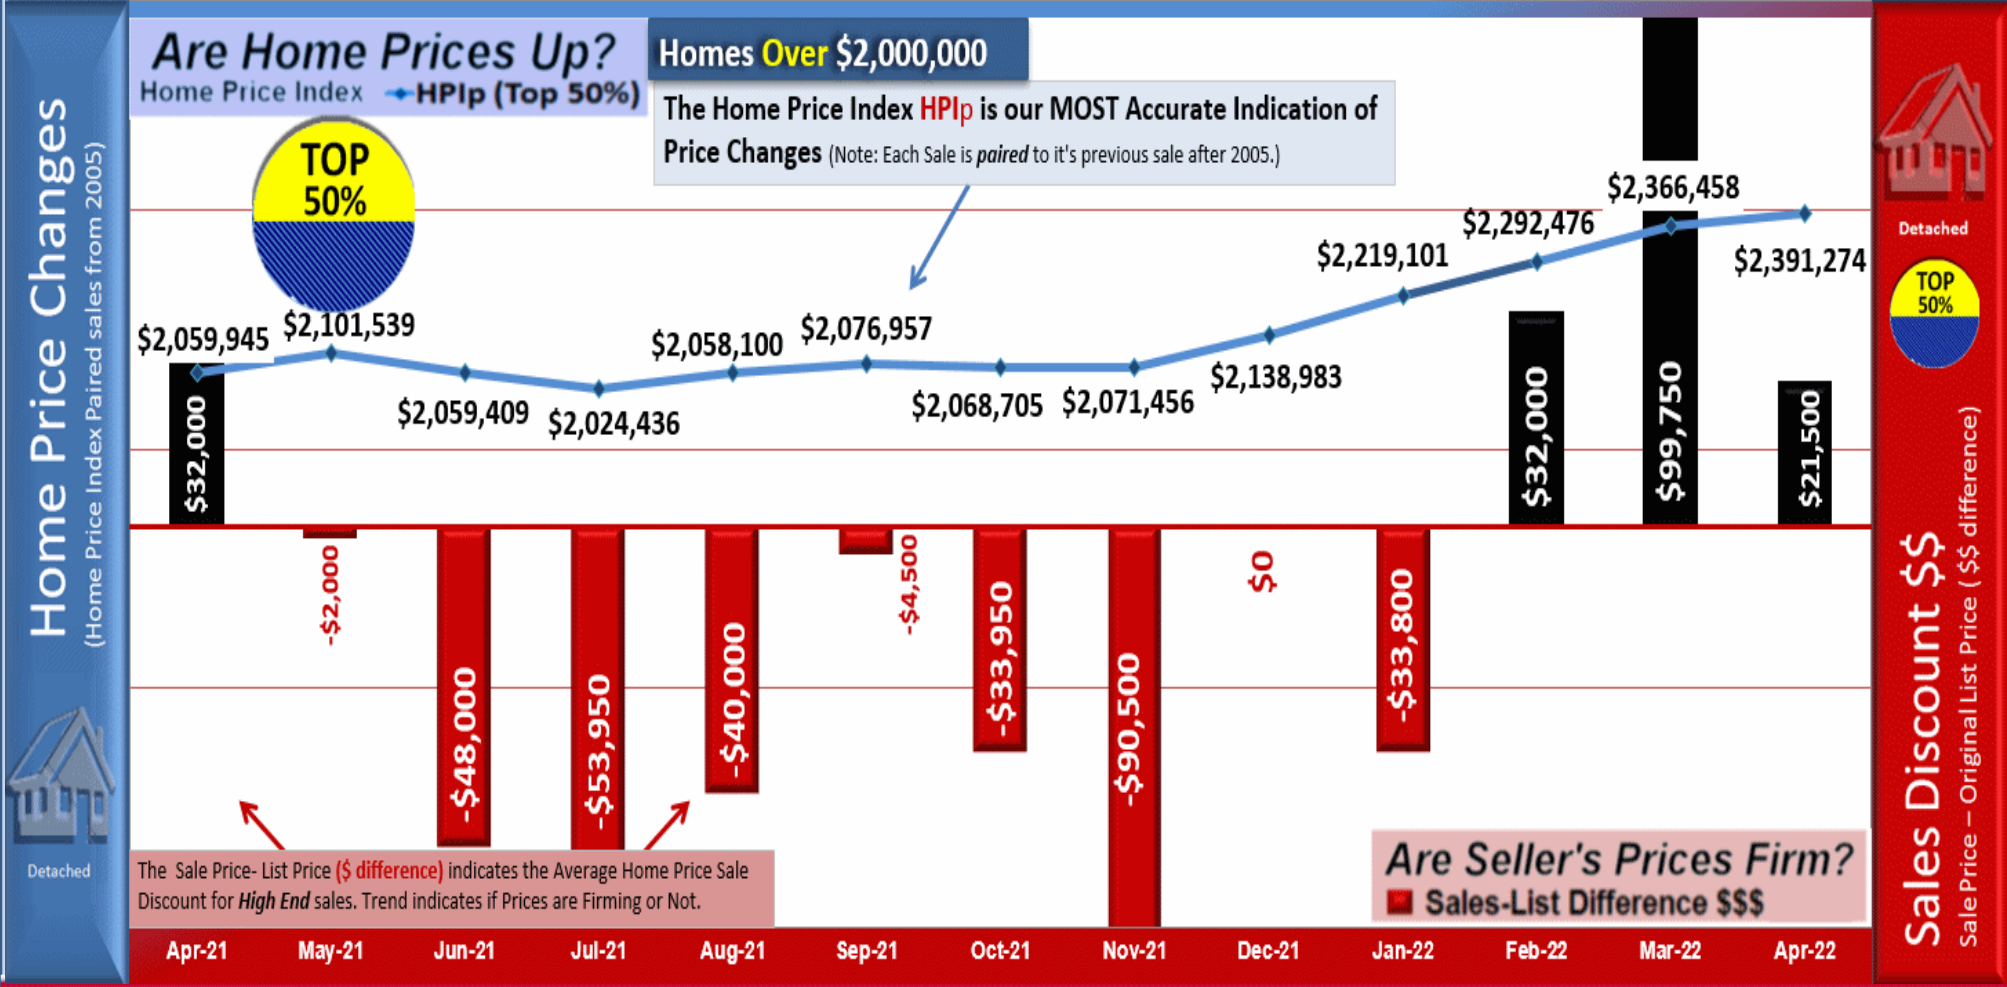 Are Home Prices Up?
Home Price Index HPIp (Top 50%)
Homes Over $2,000,000
The Home Price Index HPIp is our MOST Accurate Indication of
Price Changes (Note: Each Sale is paired to it's previous sale after 2005.)
TOP
50%
Home Price Changes
(Home Price Index Paired sales from 2005)
Detached
$2,059,945
$2,101,539
$2,059,409
$2,024,436
$2,058,100
$2,076,957
$2,068,705
$2,071,456
$2,138,983
$2,219,101
$2,292,476
$2,366,458
$2,391,274
$32,000
-$2,000
-$48,000
-$53,950
-$40,000
-$4,500
-$33,950
-$90,500
$0
-$33,800
$32,000
$99,750
$21,500
Detached
TOP
50%
Sales Discount $$
Sale Price – Original List Price ( $$ difference)
The Sale Price- List Price ($ difference) indicates the Average Home Price Sale
Discount for High End sales. Trend indicates if Prices are Firming or Not.
Are Seller's Prices Firm?
Sales-List Difference $$$
Apr-21 May-21 Jun-21 Jul-21 Aug-21 Sep-21 Oct-21 Nov-21 Dec-21 Jan-22 Feb-22 Mar-22 Apr-22